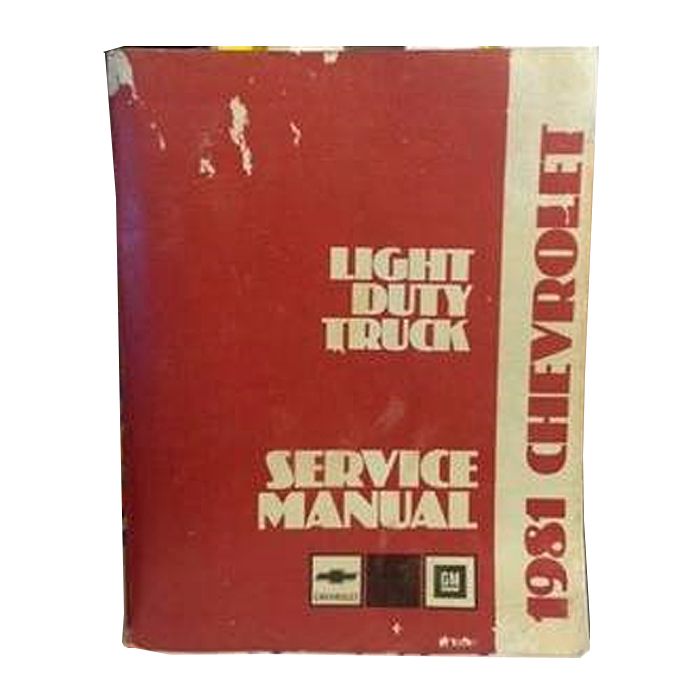 LIGHT
DUTY
TRUCK
SERVICE
MANUAL
CHEVROLET
GM
1981 CHEVROLET